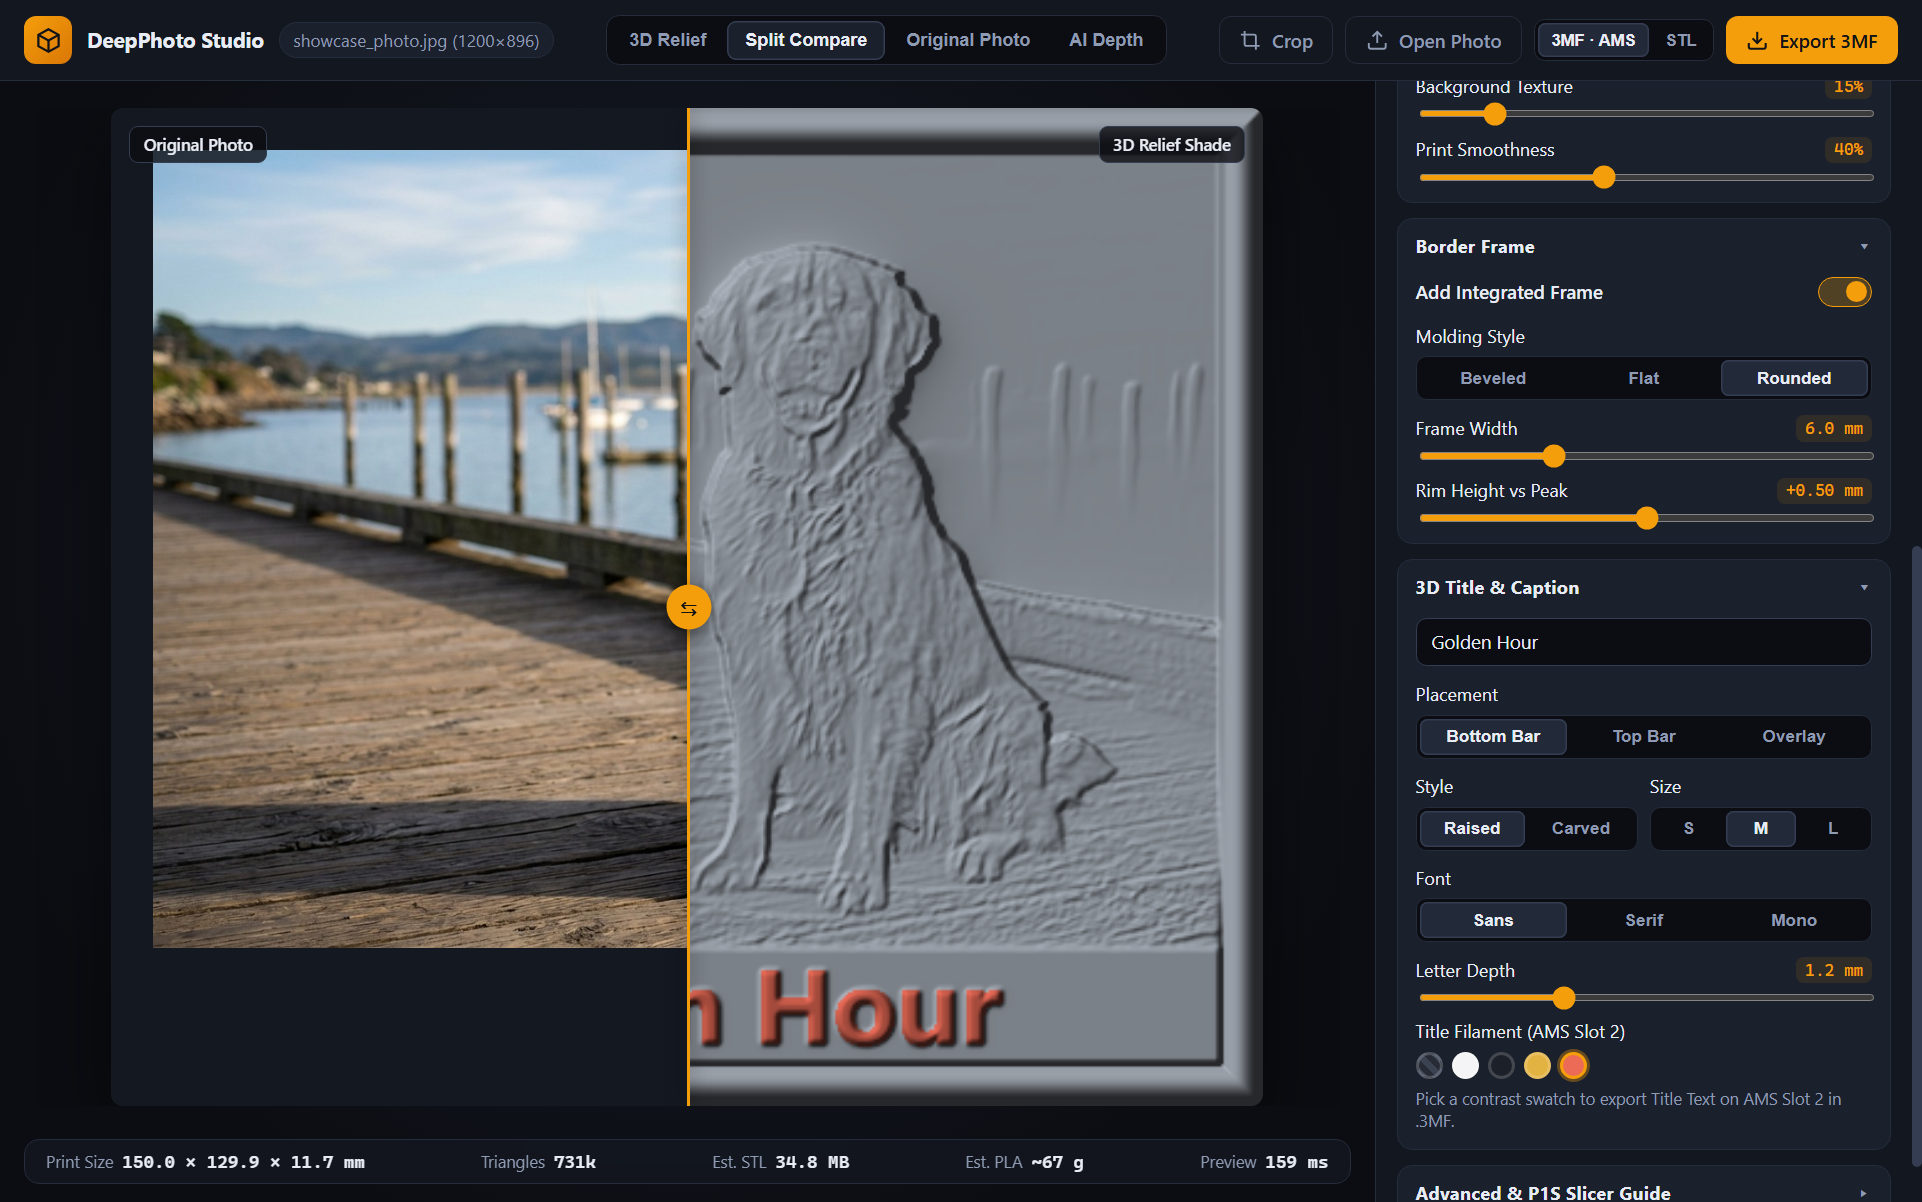 DeepPhoto Studio
showcase_photo.jpg (1200×896)
3D Relief
Split Compare
Original Photo
AI Depth
Crop
Open Photo
3MF · AMS
STL
Export 3MF
Original Photo
3D Relief Shade
n Hour
Print Size 150.0 × 129.9 × 11.7 mm
Triangles 731k
Est. STL 34.8 MB
Est. PLA ~67 g
Preview 159 ms
Background Texture
15%
Print Smoothness
40%
Border Frame
Add Integrated Frame
Molding Style
Beveled
Flat
Rounded
Frame Width
6.0 mm
Rim Height vs Peak
+0.50 mm
3D Title & Caption
Golden Hour
Placement
Bottom Bar
Top Bar
Overlay
Style
Size
Raised
Carved
S
M
L
Font
Sans
Serif
Mono
Letter Depth
1.2 mm
Title Filament (AMS Slot 2)
Pick a contrast swatch to export Title Text on AMS Slot 2 in
.3MF.
Advanced & P1S Slicer Guide